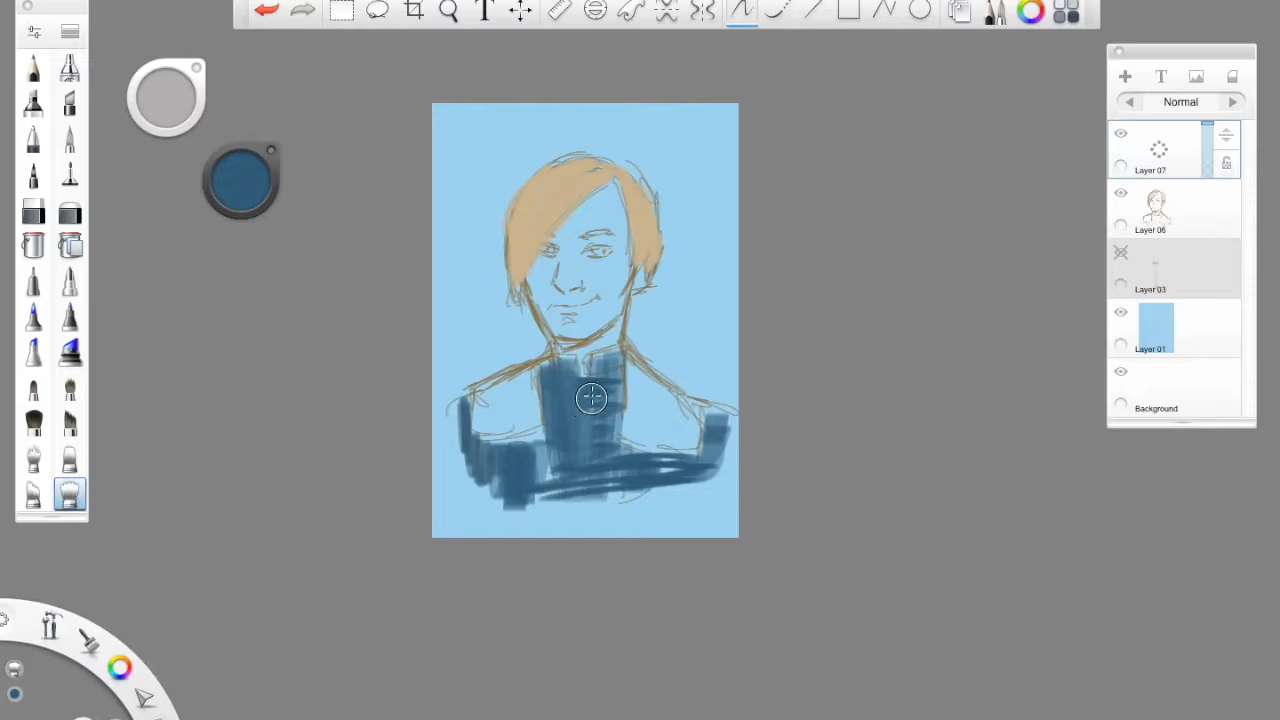 T
T
Normal
Layer 07
Layer 06
Layer 03
Layer 01
Background